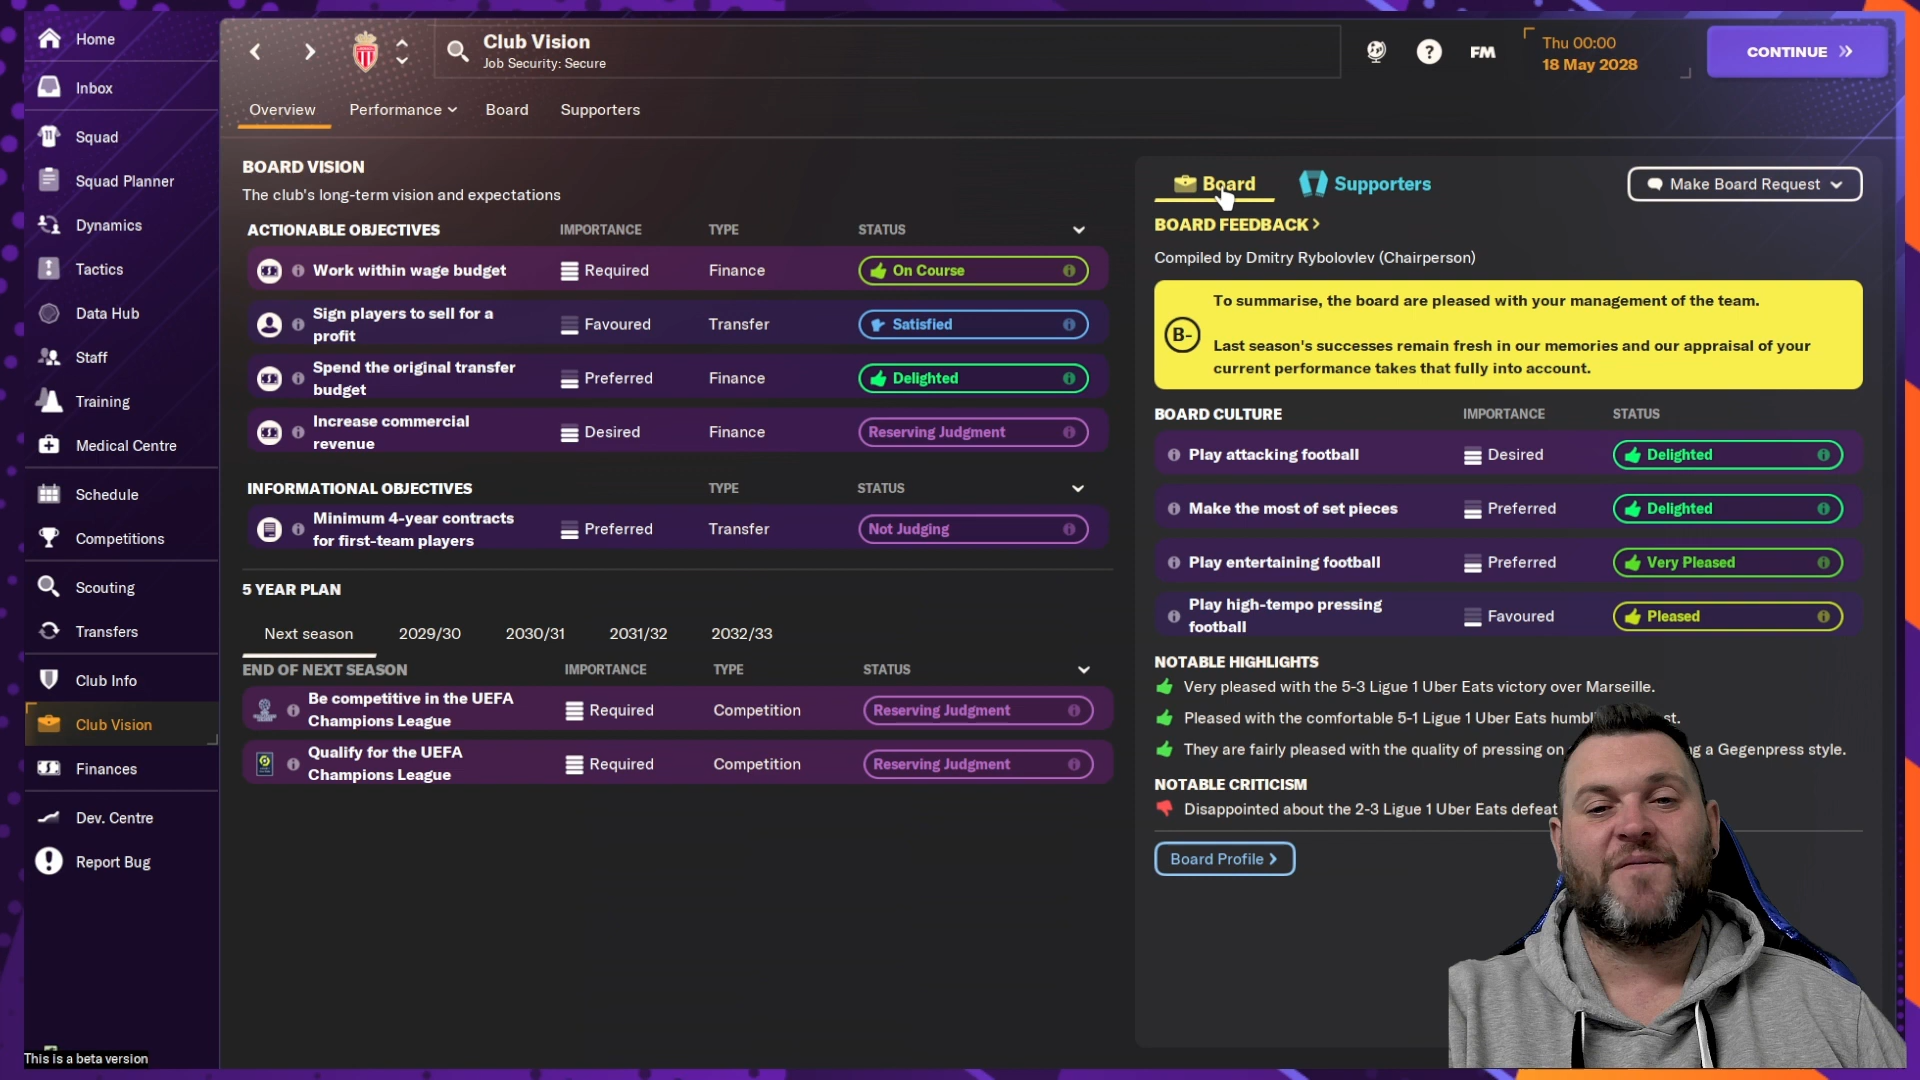 Home
Inbox
Squad
Squad Planner
Dynamics
Tactics
Data Hub
Staff
Training
Medical Centre
Schedule
Competitions
Scouting
Transfers
Club Info
Club Vision
Finances
Dev. Centre
Report Bug
This is a beta version
Club Vision
Job Security: Secure
FM
Thu 00:00
18 May 2028
CONTINUE
Overview
Performance
Board
Supporters
BOARD VISION
The club's long-term vision and expectations
ACTIONABLE OBJECTIVES IMPORTANCE TYPE STATUS
Work within wage budget Required Finance On Course
Sign players to sell for a
profit
Favoured Transfer Satisfied
Spend the original transfer
budget
Preferred Finance Delighted
Increase commercial
revenue
Desired Finance Reserving Judgment
INFORMATIONAL OBJECTIVES TYPE STATUS
Minimum 4-year contracts
for first-team players
Preferred Transfer Not Judging
5 YEAR PLAN
Next season 2029/30 2030/31 2031/32 2032/33
END OF NEXT SEASON IMPORTANCE TYPE STATUS
Be competitive in the UEFA
Champions League
Required Competition Reserving Judgment
Qualify for the UEFA
Champions League
Required Competition Reserving Judgment
Board
Supporters
Make Board Request
BOARD FEEDBACK
Compiled by Dmitry Rybolovlev (Chairperson)
B-
To summarise, the board are pleased with your management of the team.
Last season's successes remain fresh in our memories and our appraisal of your
current performance takes that fully into account.
BOARD CULTURE IMPORTANCE STATUS
Play attacking football Desired Delighted
Make the most of set pieces Preferred Delighted
Play entertaining football Preferred Very Pleased
Play high-tempo pressing
football
Favoured Pleased
NOTABLE HIGHLIGHTS
Very pleased with the 5-3 Ligue 1 Uber Eats victory over Marseille.
Pleased with the comfortable 5-1 Ligue 1 Uber Eats
They are fairly pleased with the quality of pressing on a Gegenpress style.
NOTABLE CRITICISM
Disappointed about the 2-3 Ligue 1 Uber Eats defeat
Board Profile